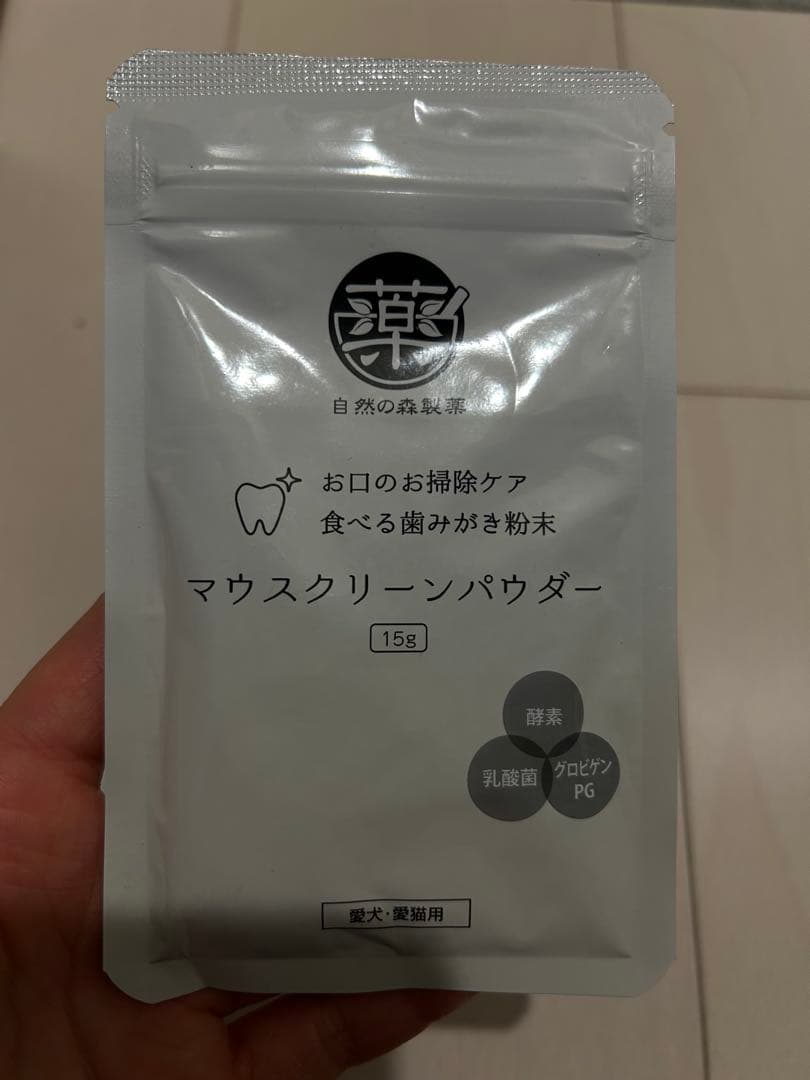 薬
自然の森製薬
お口のお掃除ケア
食べる歯みがき粉末
マウスクリーンパウダー
15g
酵素
乳酸菌
グロビゲン
PG
愛犬・愛猫用